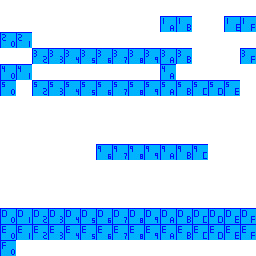 1A 1B 1E 1F
20 21
32 33 34 35 36 37 38 39 3A 3B 3F
40 41 4A
50 52 53 54 55 56 57 58 59 5A 5B 5C 5D 5E
96 97 98 99 9A 9B 9C
D0 D1 D2 D3 D4 D5 D6 D7 D8 D9 DA DB DC DD DE DF
E0 E1 E2 E3 E4 E5 E6 E7 E8 E9 EA EB EC ED EE EF
F0